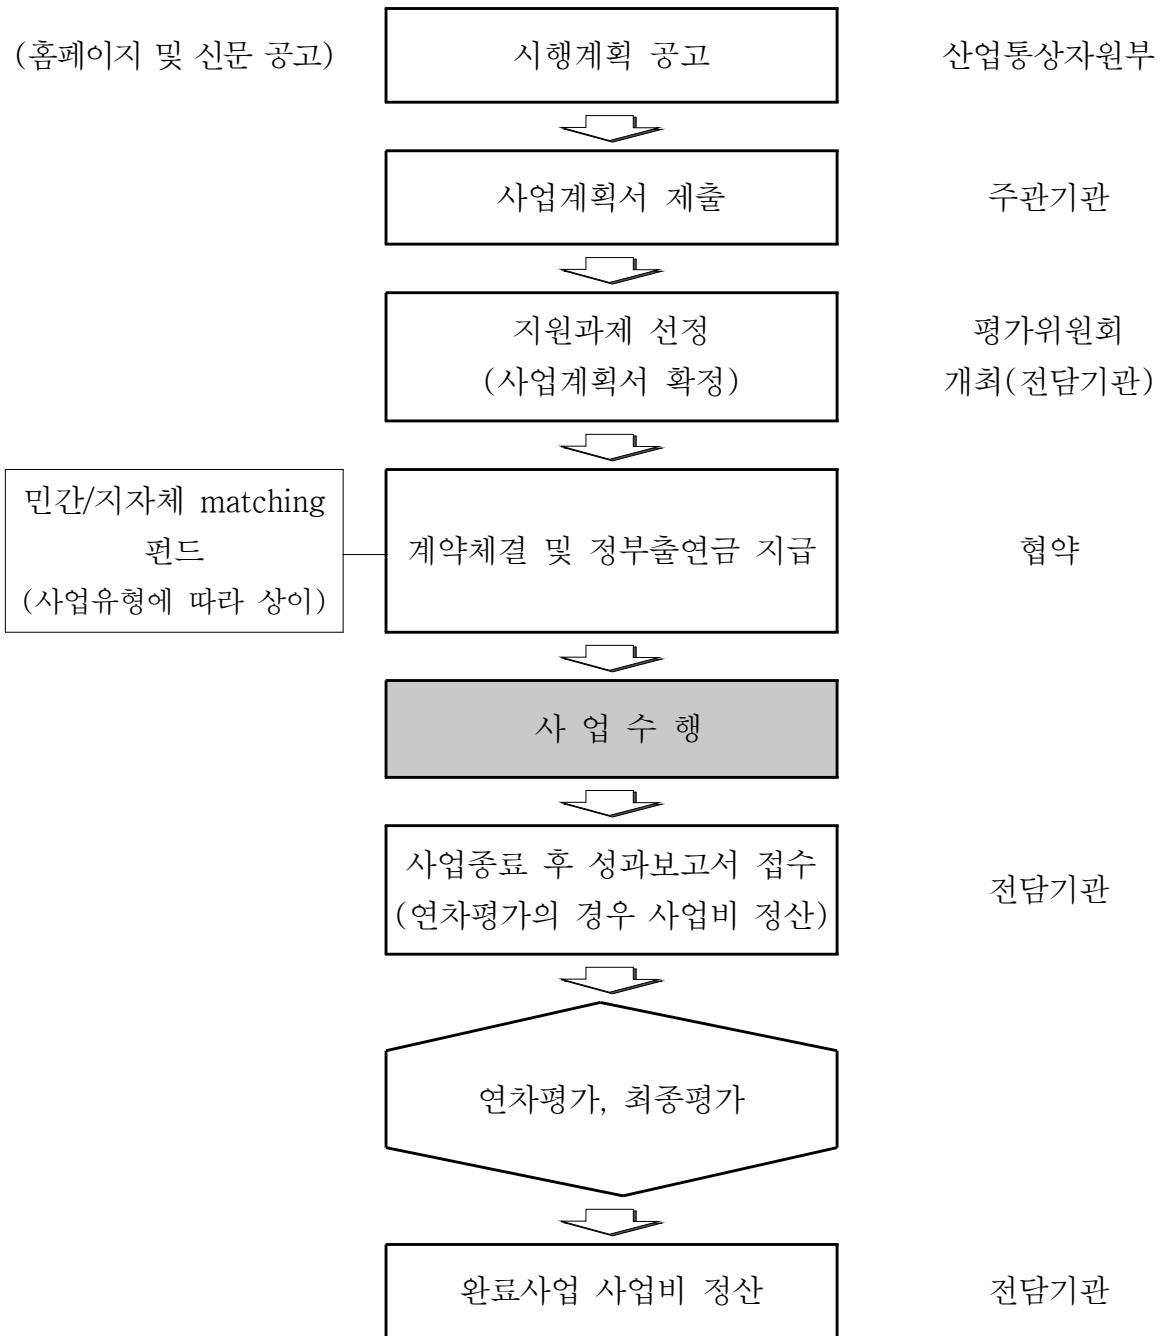 (홈페이지 및 신문 공고)
시행계획 공고
산업통상자원부
사업계획서 제출
주관기관
지원과제 선정
(사업계획서 확정)
평가위원회
개최(전담기관)
민간/지자체 matching
펀드
(사업유형에 따라 상이)
계약체결 및 정부출연금 지급
협약
사 업 수 행
사업종료 후 성과보고서 접수
(연차평가의 경우 사업비 정산)
전담기관
연차평가, 최종평가
완료사업 사업비 정산
전담기관